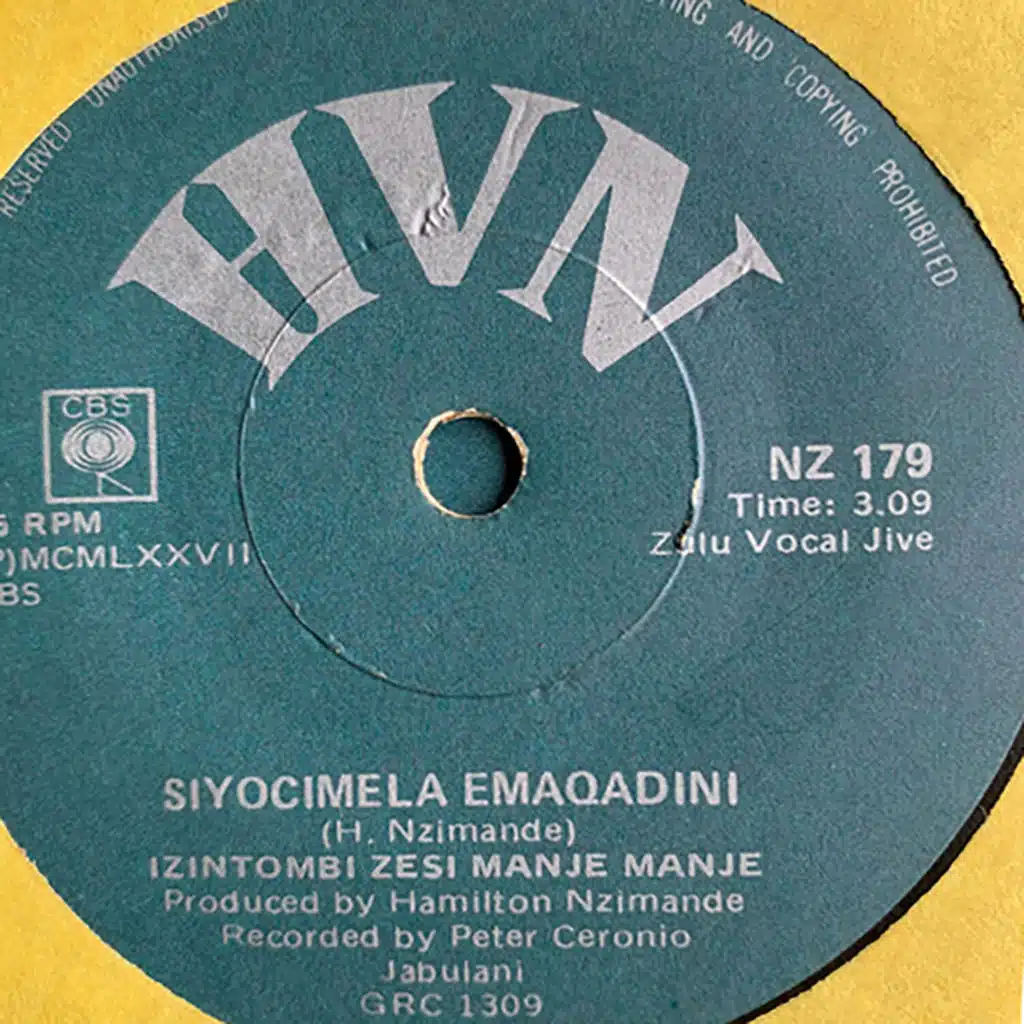 RESERVED UNAUTHORISED
AND COPYING PROHIBITED
HVN
CBS
NZ 179
Time: 3.09
Zulu Vocal Jive
RPM
MCMLXXVII
BS
SIYOCIMELA EMAQADINI
(H. Nzimande)
IZINTOMBI ZESI MANJE MANJE
Produced by Hamilton Nzimande
Recorded by Peter Ceronio
Jabulani
GRC 1309